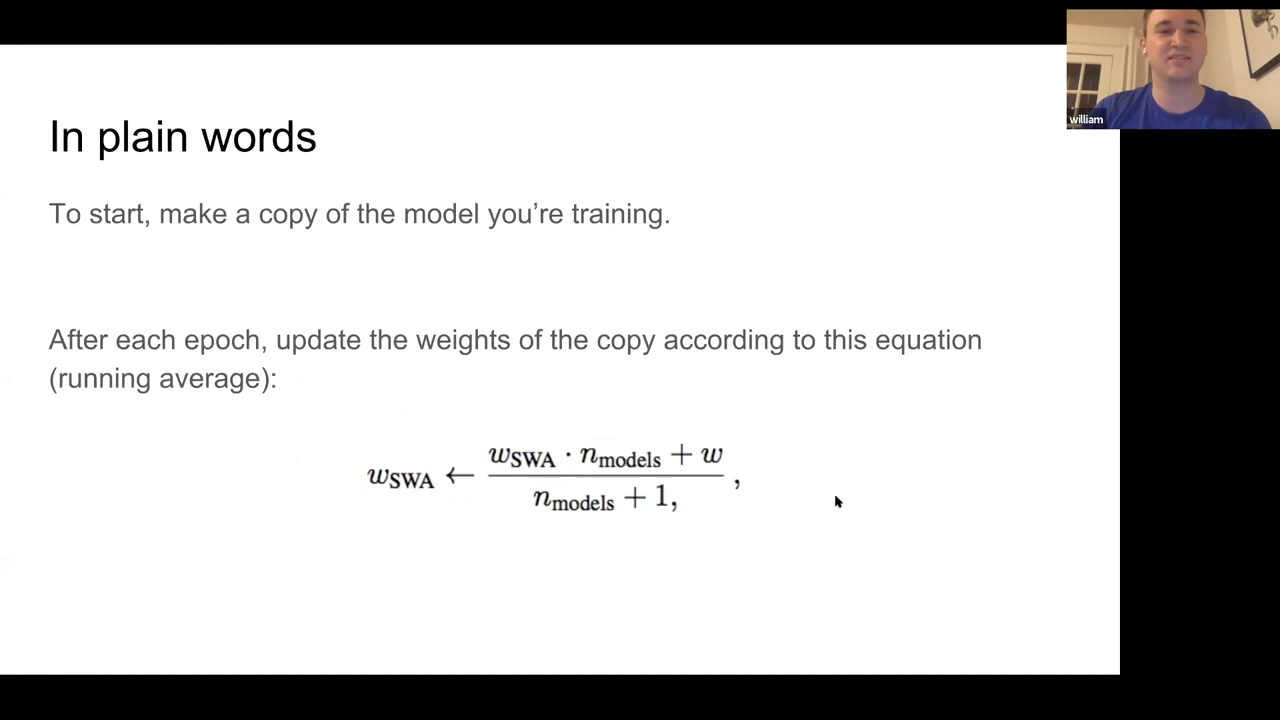 william
In plain words
To start, make a copy of the model you’re training.
After each epoch, update the weights of the copy according to this equation
(running average):
w_SWA ← \frac{w_SWA · n_models + w}{n_models + 1,} ,